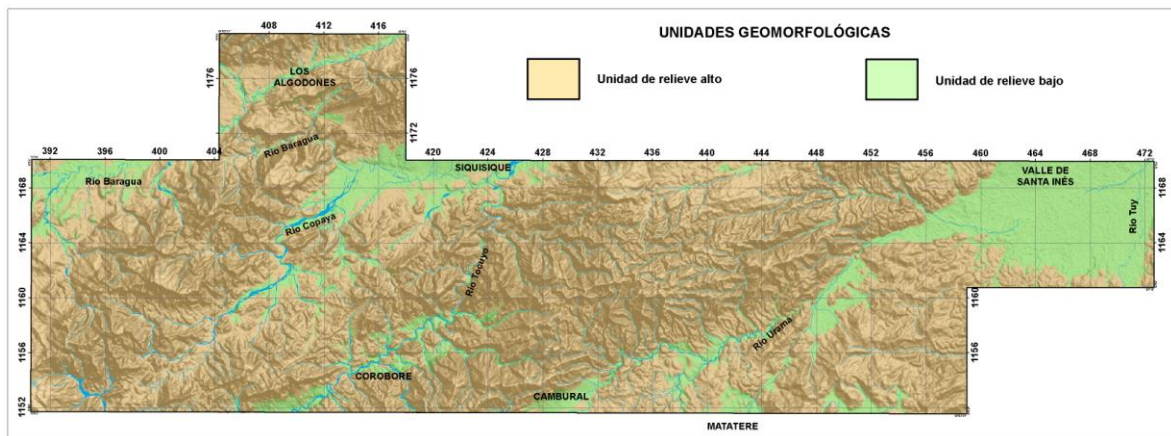 UNIDADES GEOMORFOLÓGICAS
Unidad de relieve alto
Unidad de relieve bajo
408 412 416
1176
LOS
ALGODONES
1172
1172
Río Baragua
392 396 400 404
420 424 428 432 436 440 444 448 452 456 460 464 468 472
SIQUISIQUE
VALLE DE
SANTA INÉS
1168
Río Baragua
1168
Río Copaya
Río Tuy
1164
1164
Río Tocuyo
1160
1160
Río Urama
1156
1156
COROBORE
CAMBURAL
1152
MATATERE